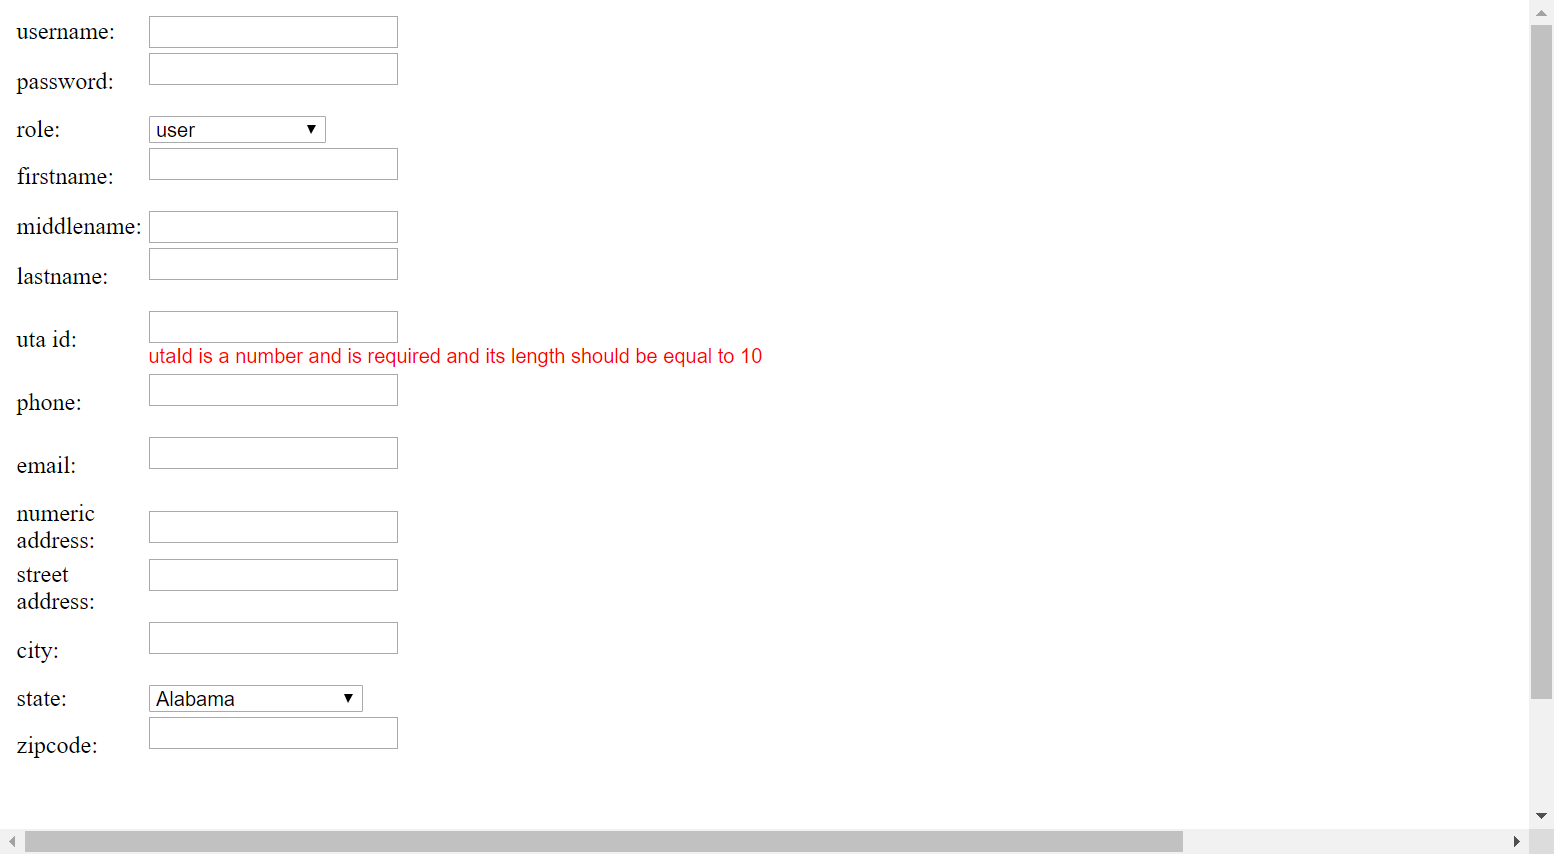 username:
password:
role: user
firstname:
middlename:
lastname:
uta id:
utaId is a number and is required and its length should be equal to 10
phone:
email:
numeric
address:
street
address:
city:
state: Alabama
zipcode: